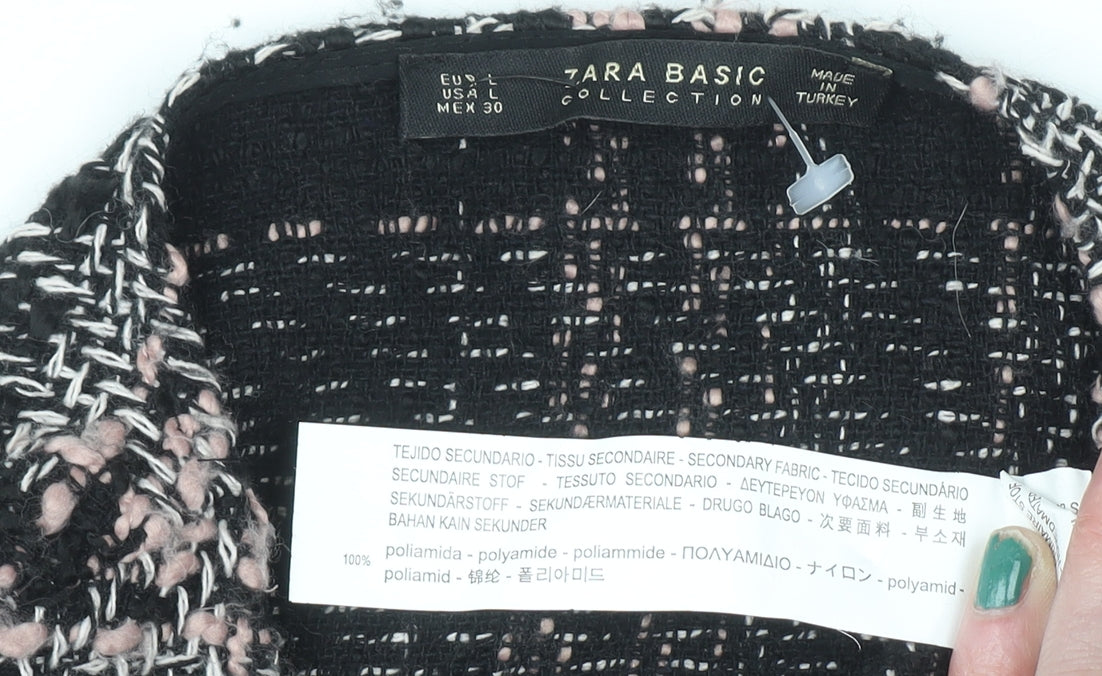 EUR L
USA L
MEX 30
ZARA BASIC
COLLECTION
MADE
IN
TURKEY
TEJIDO SECUNDARIO - TISSU SECONDAIRE - SECONDARY FABRIC - TECIDO SECUNDÁRIO
SECUNDAIRE STOF - TESSUTO SECONDARIO - ΔΕΥΤΕΡΕΥΟΝ ΥΦΑΣΜΑ - 副生地
SEKUNDÄRSTOFF - SEKUNDÆRMATERIALE - DRUGO BLAGO - 次要面料 - 부소재
BAHAN KAIN SEKUNDER
100% poliamida - polyamide - poliammide - ΠΟΛΥΑΜΙΔΙΟ - ナイロン - polyamid -
poliamid - 锦纶 - 폴리아미드